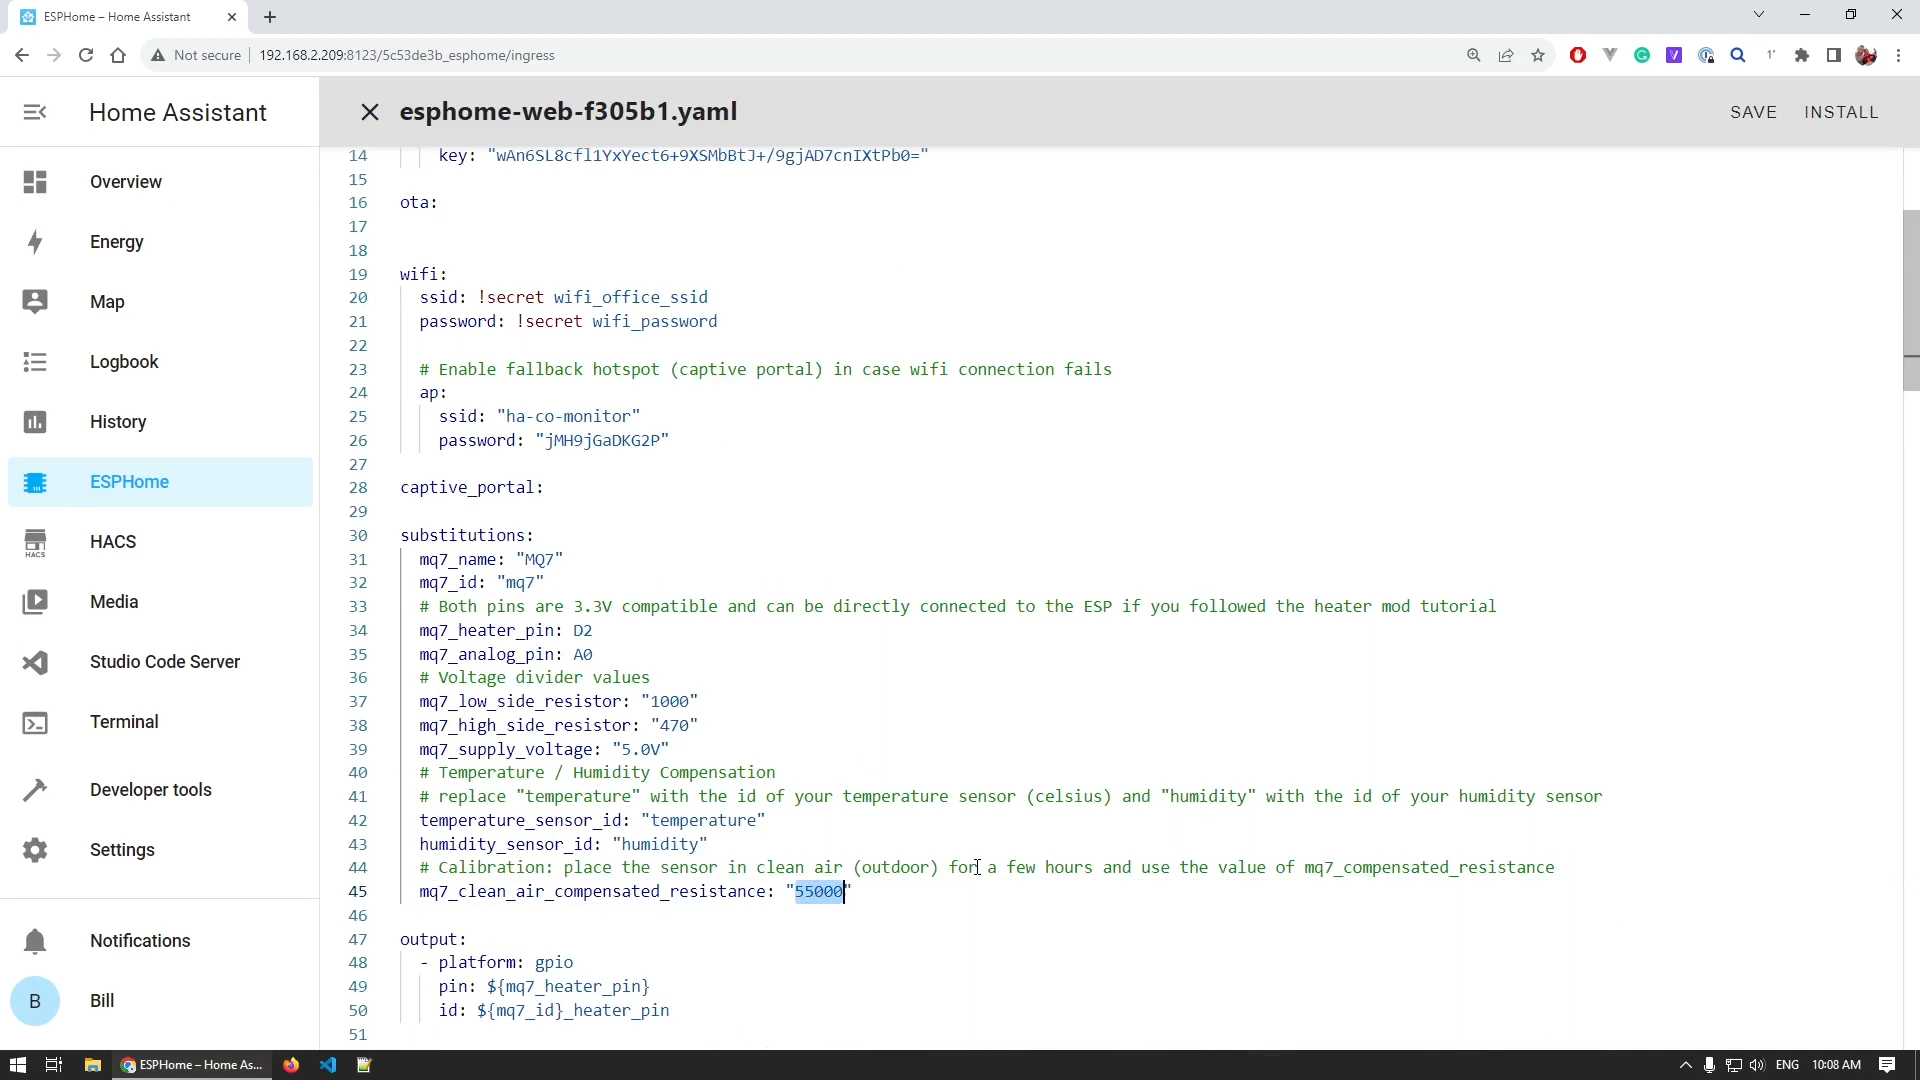 ESPHome – Home Assistant
Not secure
192.168.2.209:8123/5c53de3b_esphome/ingress
Home Assistant
esphome-web-f305b1.yaml
SAVE
INSTALL
Overview
Energy
Map
Logbook
History
ESPHome
HACS
HACS
Media
Studio Code Server
Terminal
Developer tools
Settings
Notifications
B
Bill
14 key: "wAn6SL8cfl1YxYect6+9XSMbBtJ+/9gjAD7cnIXtPb0="
15
16 ota:
17
18
19 wifi:
20 ssid: !secret wifi_office_ssid
21 password: !secret wifi_password
22
23 # Enable fallback hotspot (captive portal) in case wifi connection fails
24 ap:
25 ssid: "ha-co-monitor"
26 password: "jMH9jGaDKG2P"
27
28 captive_portal:
29
30 substitutions:
31 mq7_name: "MQ7"
32 mq7_id: "mq7"
33 # Both pins are 3.3V compatible and can be directly connected to the ESP if you followed the heater mod tutorial
34 mq7_heater_pin: D2
35 mq7_analog_pin: A0
36 # Voltage divider values
37 mq7_low_side_resistor: "1000"
38 mq7_high_side_resistor: "470"
39 mq7_supply_voltage: "5.0V"
40 # Temperature / Humidity Compensation
41 # replace "temperature" with the id of your temperature sensor (celsius) and "humidity" with the id of your humidity sensor
42 temperature_sensor_id: "temperature"
43 humidity_sensor_id: "humidity"
44 # Calibration: place the sensor in clean air (outdoor) for a few hours and use the value of mq7_compensated_resistance
45 mq7_clean_air_compensated_resistance: "55000"
46
47 output:
48 - platform: gpio
49 pin: ${mq7_heater_pin}
50 id: ${mq7_id}_heater_pin
51
ESPHome – Home As...
ENG
10:08 AM